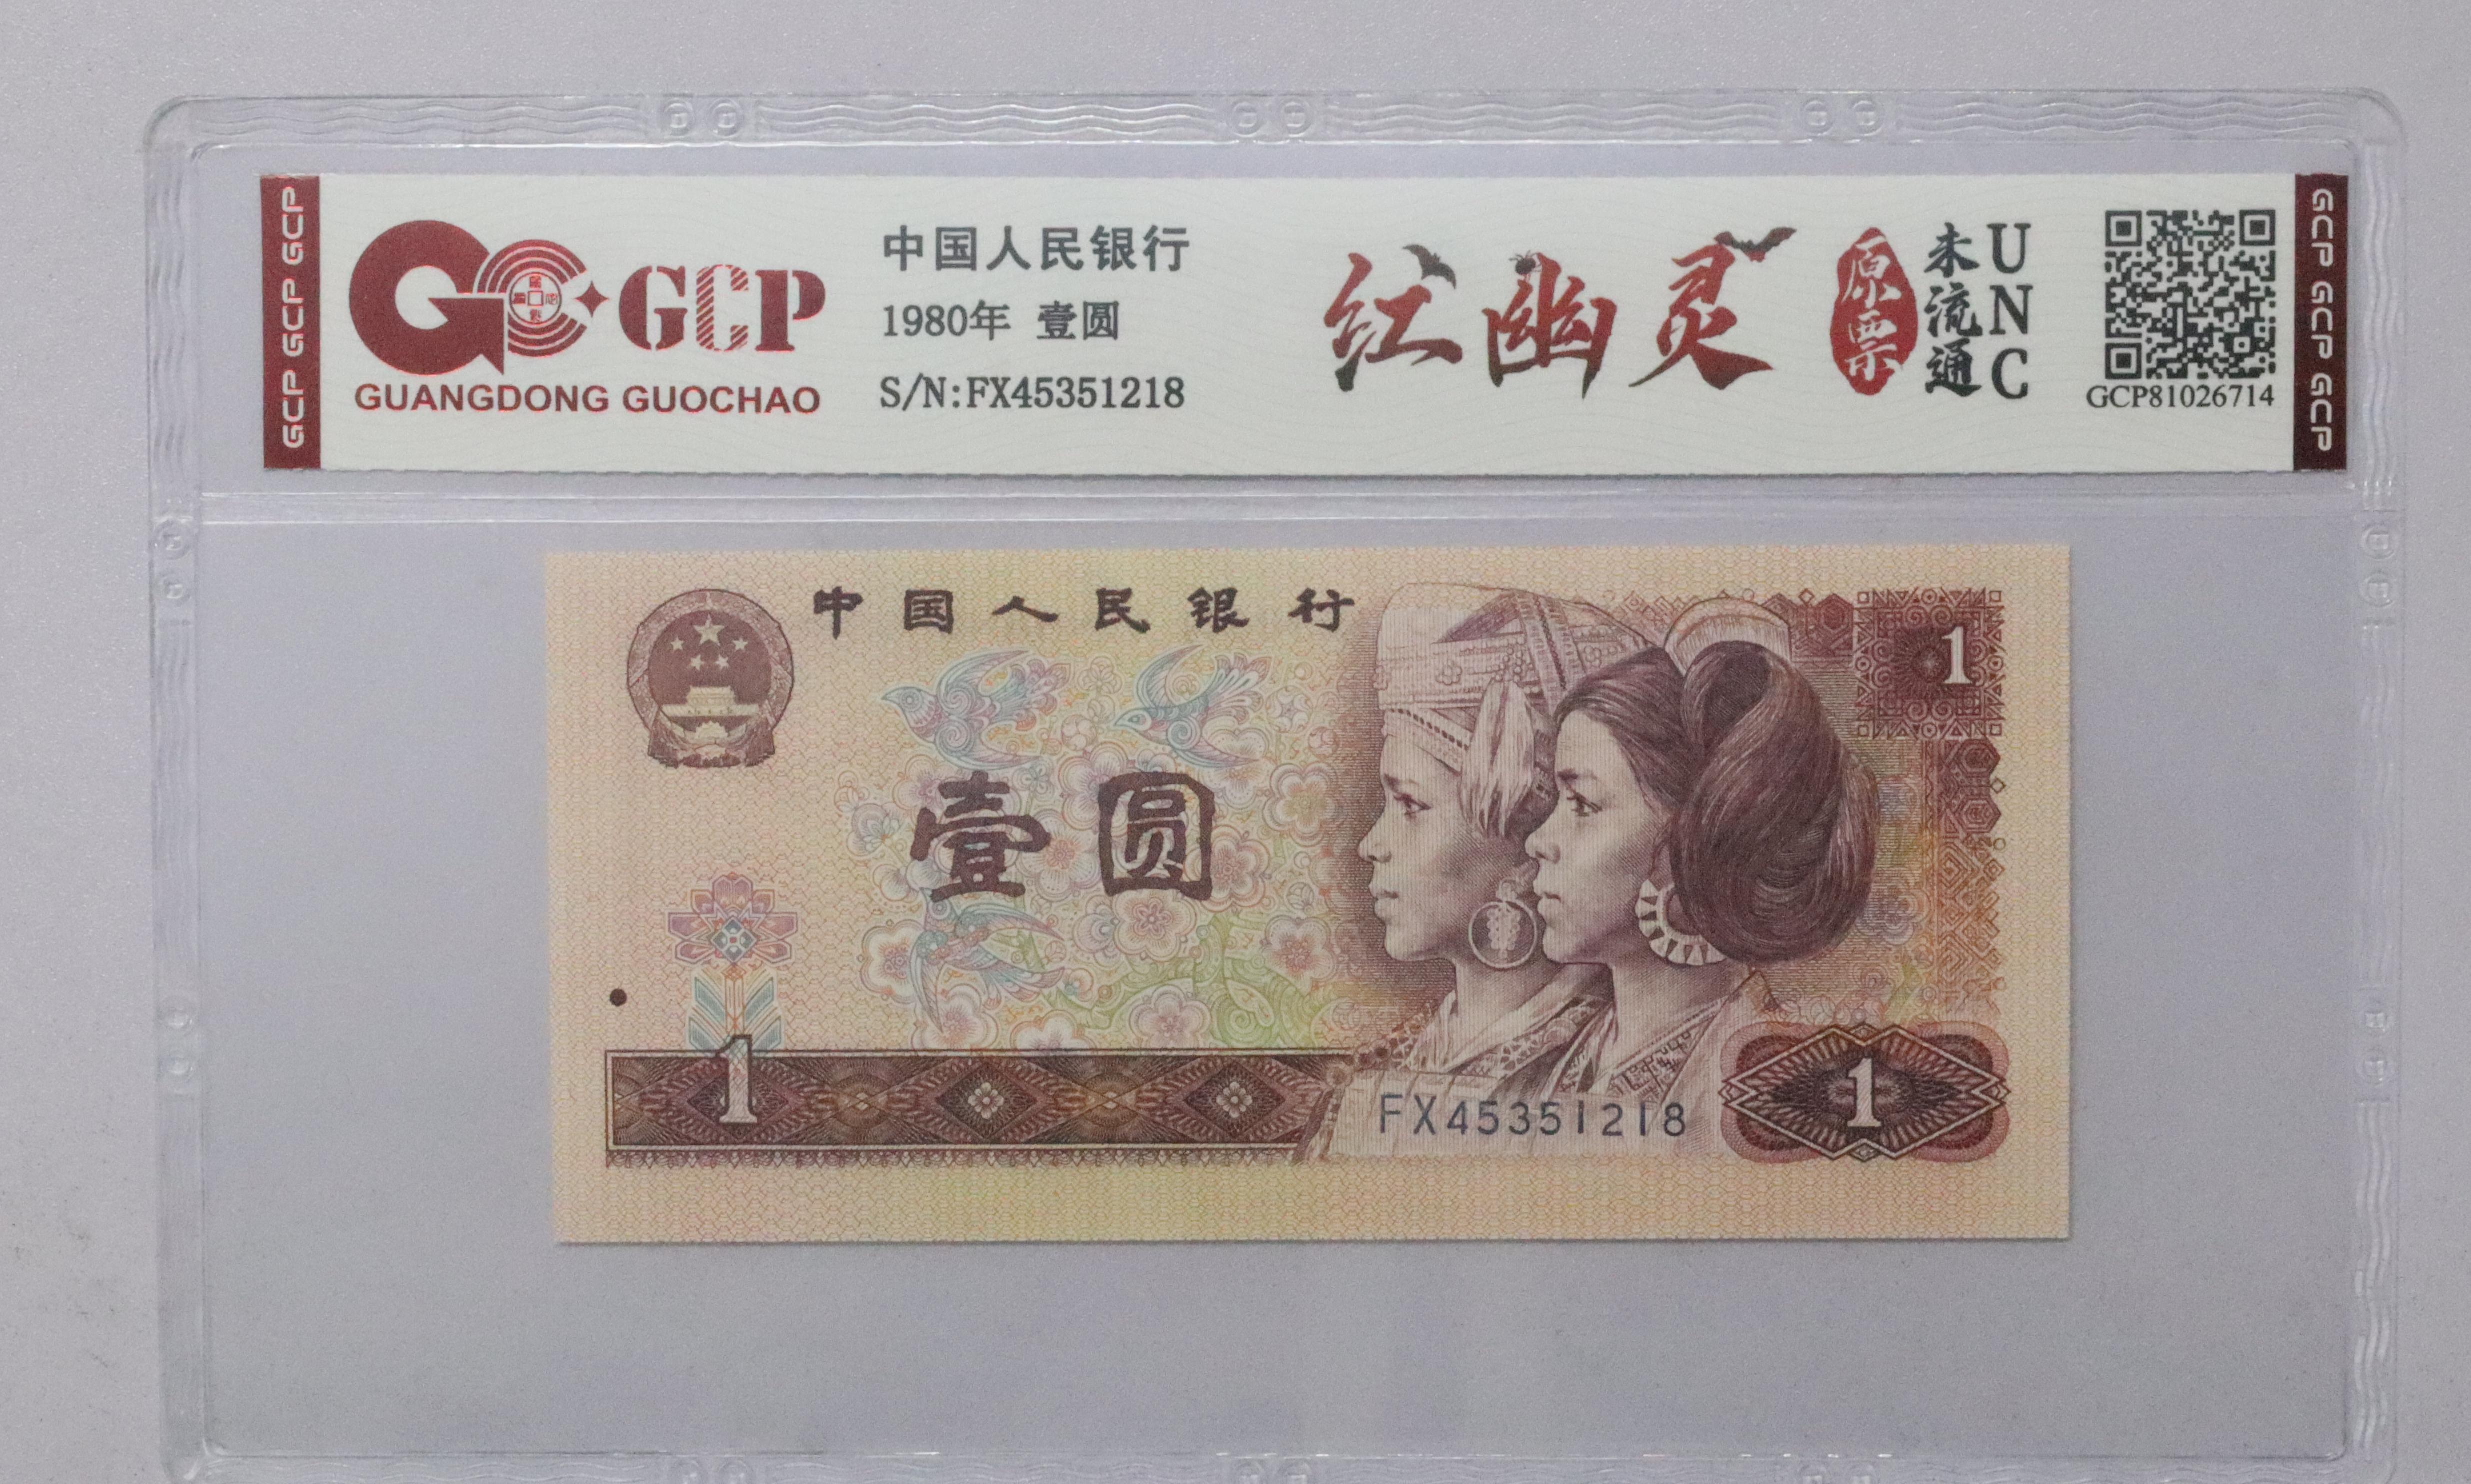 GCP GCP GCP
GCP
GUANGDONG GUOCHAO
中国人民银行
1980年 壹圆
S/N:FX45351218
红幽灵
原票
未流通
UNC
GCP81026714
GCP GCP GCP
中国人民银行
1
壹圆
1
1
FX45351218